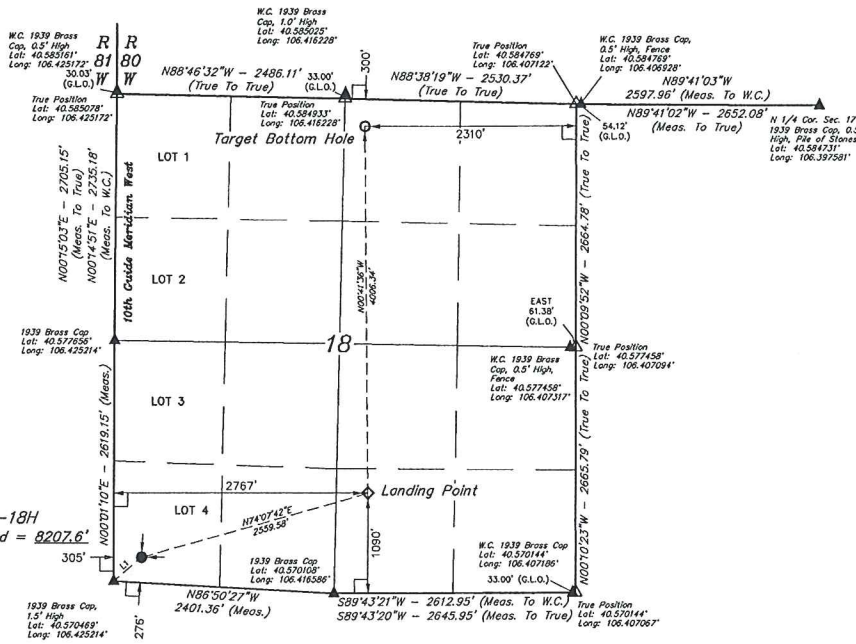 W.C. 1939 Brass
Cap, 0.5' High
Lat: 40.585161°
Long: 106.425172°
30.03'
(G.L.O.)
R R
81 80
W W
W.C. 1939 Brass
Cap, 1.0' High
Lat: 40.585025°
Long: 106.416228°
33.00'
(G.L.O.)
300'
True Position
Lat: 40.584769°
Long: 106.407122°
W.C. 1939 Brass Cap,
0.5' High, Fence
Lat: 40.584769°
Long: 106.406928°
N88°46'32"W - 2486.11'
(True To True)
N88°38'19"W - 2530.37'
(True To True)
N89°41'03"W
2597.96' (Meas. To W.C.)
N89°41'02"W - 2652.08'
(Meas. To True)
54.12'
(G.L.O.)
N 1/4 Cor. Sec. 17
1939 Brass Cap, 0.5
High, Pile of Stones
Lat: 40.584731°
Long: 106.397581°
True Position
Lat: 40.585078°
Long: 106.425172°
True Position
Lat: 40.584933°
Long: 106.416228°
Target Bottom Hole
2310'
LOT 1
N00°15'03"E - 2705.15'
(Meas. To True)
N00°14'51"E - 2735.18'
(Meas. To W.C.)
10th Guide Meridian West
N00°09'52"W - 2664.78' (True To True)
LOT 2
N00°41'36"W
4006.34'
EAST
61.38'
(G.L.O.)
1939 Brass Cap
Lat: 40.577656°
Long: 106.425214°
18
W.C. 1939 Brass
Cap, 0.5' High,
Fence
Lat: 40.577458°
Long: 106.407317°
True Position
Lat: 40.577458°
Long: 106.407094°
LOT 3
N00°01'10"E - 2619.15' (Meas.)
N00°10'23"W - 2665.79' (True To True)
2767'
Landing Point
LOT 4
N74°07'42"E
2559.58'
-18H
d = 8207.6'
305'
L1
1090'
1939 Brass Cap
Lat: 40.570108°
Long: 106.416586°
W.C. 1939 Brass Cap
Lat: 40.570144°
Long: 106.407186°
33.00' (G.L.O.)
1939 Brass Cap,
1.5' High
Lat: 40.570469°
Long: 106.425214°
276'
N86°50'27"W
2401.36' (Meas.)
S89°43'21"W - 2612.95' (Meas. To W.C.)
S89°43'20"W - 2645.95' (Meas. To True)
True Position
Lat: 40.570144°
Long: 106.407067°